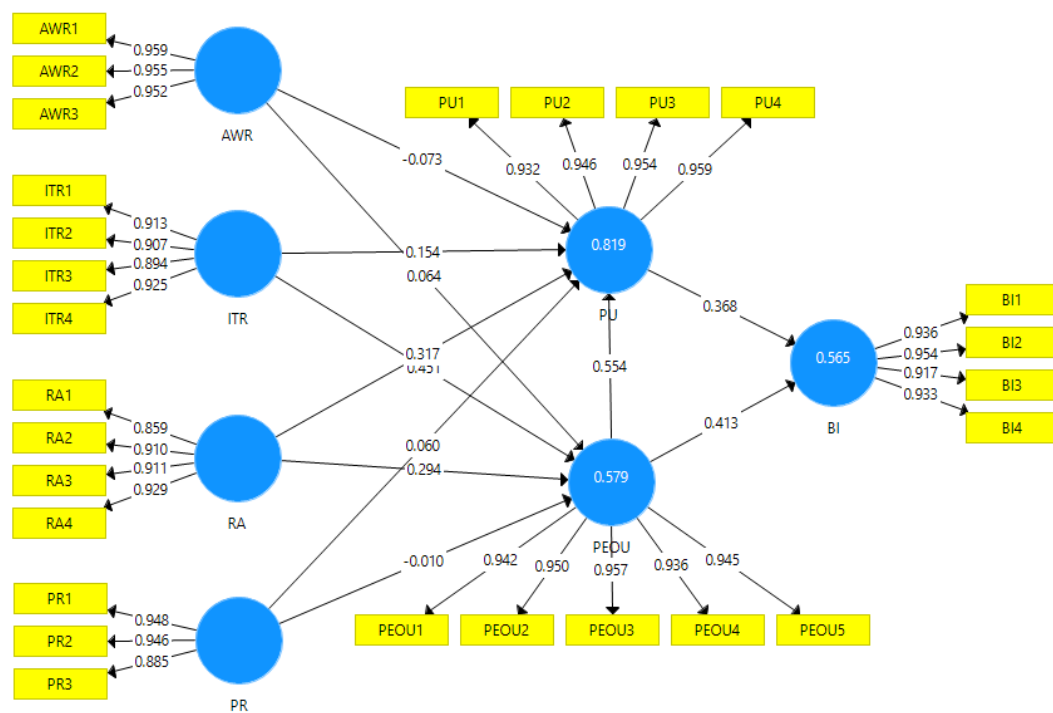 AWR1
AWR2
AWR3
0.959
0.955
0.952
AWR
ITR1
ITR2
ITR3
ITR4
0.913
0.907
0.894
0.925
ITR
RA1
RA2
RA3
RA4
0.859
0.910
0.911
0.929
RA
PR1
PR2
PR3
0.948
0.946
0.885
PR
-0.073
0.154
0.064
0.317
0.060
0.294
-0.010
PU1
PU2
PU3
PU4
0.932
0.946
0.954
0.959
0.819
PU
0.554
0.579
PEOU
0.942
0.950
0.957
0.936
0.945
PEOU1
PEOU2
PEOU3
PEOU4
PEOU5
0.368
0.413
0.565
BI
0.936
0.954
0.917
0.933
BI1
BI2
BI3
BI4